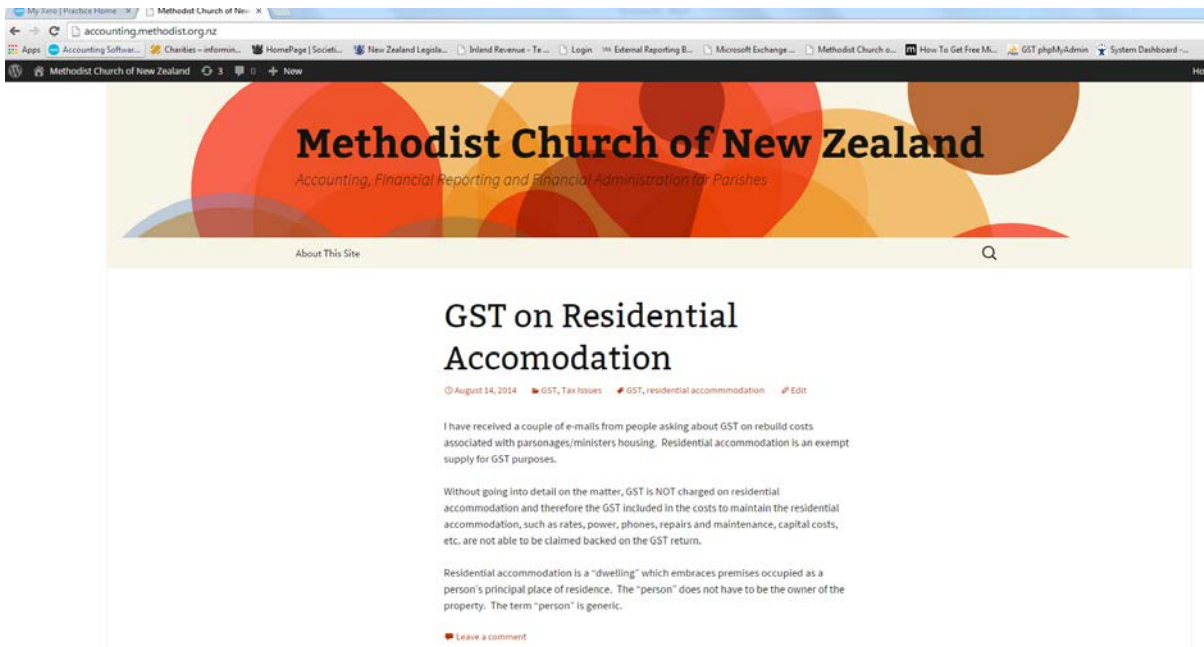 My Xero | Practice Home × Methodist Church of New ×
accounting.methodist.org.nz
Apps Accounting Softwar... Charities – informin... HomePage | Societi... New Zealand Legisla... Inland Revenue - Te ... Login External Reporting B... Microsoft Exchange ... Methodist Church o... How To Get Free Mi... GST phpMyAdmin System Dashboard -...
Methodist Church of New Zealand 3 0 + New Ho
Methodist Church of New Zealand
Accounting, Financial Reporting and Financial Administration for Parishes
About This Site
GST on Residential
Accomodation
August 14, 2014 GST, Tax Issues GST, residential accommmodation Edit
I have received a couple of e-mails from people asking about GST on rebuild costs
associated with parsonages/ministers housing. Residential accommodation is an exempt
supply for GST purposes.
Without going into detail on the matter, GST is NOT charged on residential
accommodation and therefore the GST included in the costs to maintain the residential
accommodation, such as rates, power, phones, repairs and maintenance, capital costs,
etc. are not able to be claimed backed on the GST return.
Residential accommodation is a "dwelling" which embraces premises occupied as a
person's principal place of residence. The "person" does not have to be the owner of the
property. The term "person" is generic.
Leave a comment